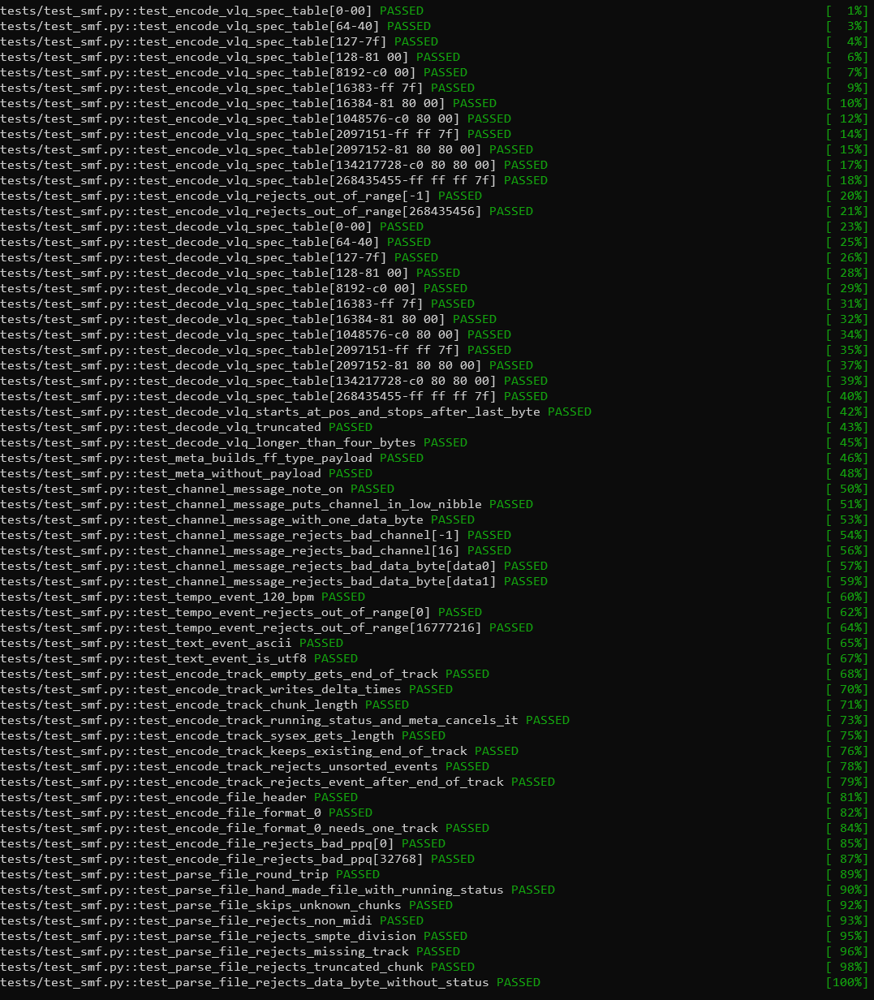 tests/test_smf.py::test_encode_vlq_spec_table[0-00] PASSED [  1%]
tests/test_smf.py::test_encode_vlq_spec_table[64-40] PASSED [  3%]
tests/test_smf.py::test_encode_vlq_spec_table[127-7f] PASSED [  4%]
tests/test_smf.py::test_encode_vlq_spec_table[128-81 00] PASSED [  6%]
tests/test_smf.py::test_encode_vlq_spec_table[8192-c0 00] PASSED [  7%]
tests/test_smf.py::test_encode_vlq_spec_table[16383-ff 7f] PASSED [  9%]
tests/test_smf.py::test_encode_vlq_spec_table[16384-81 80 00] PASSED [ 10%]
tests/test_smf.py::test_encode_vlq_spec_table[1048576-c0 80 00] PASSED [ 12%]
tests/test_smf.py::test_encode_vlq_spec_table[2097151-ff ff 7f] PASSED [ 14%]
tests/test_smf.py::test_encode_vlq_spec_table[2097152-81 80 80 00] PASSED [ 15%]
tests/test_smf.py::test_encode_vlq_spec_table[134217728-c0 80 80 00] PASSED [ 17%]
tests/test_smf.py::test_encode_vlq_spec_table[268435455-ff ff ff 7f] PASSED [ 18%]
tests/test_smf.py::test_encode_vlq_rejects_out_of_range[-1] PASSED [ 20%]
tests/test_smf.py::test_encode_vlq_rejects_out_of_range[268435456] PASSED [ 21%]
tests/test_smf.py::test_decode_vlq_spec_table[0-00] PASSED [ 23%]
tests/test_smf.py::test_decode_vlq_spec_table[64-40] PASSED [ 25%]
tests/test_smf.py::test_decode_vlq_spec_table[127-7f] PASSED [ 26%]
tests/test_smf.py::test_decode_vlq_spec_table[128-81 00] PASSED [ 28%]
tests/test_smf.py::test_decode_vlq_spec_table[8192-c0 00] PASSED [ 29%]
tests/test_smf.py::test_decode_vlq_spec_table[16383-ff 7f] PASSED [ 31%]
tests/test_smf.py::test_decode_vlq_spec_table[16384-81 80 00] PASSED [ 32%]
tests/test_smf.py::test_decode_vlq_spec_table[1048576-c0 80 00] PASSED [ 34%]
tests/test_smf.py::test_decode_vlq_spec_table[2097151-ff ff 7f] PASSED [ 35%]
tests/test_smf.py::test_decode_vlq_spec_table[2097152-81 80 80 00] PASSED [ 37%]
tests/test_smf.py::test_decode_vlq_spec_table[134217728-c0 80 80 00] PASSED [ 39%]
tests/test_smf.py::test_decode_vlq_spec_table[268435455-ff ff ff 7f] PASSED [ 40%]
tests/test_smf.py::test_decode_vlq_starts_at_pos_and_stops_after_last_byte PASSED [ 42%]
tests/test_smf.py::test_decode_vlq_truncated PASSED [ 43%]
tests/test_smf.py::test_decode_vlq_longer_than_four_bytes PASSED [ 45%]
tests/test_smf.py::test_meta_builds_ff_type_payload PASSED [ 46%]
tests/test_smf.py::test_meta_without_payload PASSED [ 48%]
tests/test_smf.py::test_channel_message_note_on PASSED [ 50%]
tests/test_smf.py::test_channel_message_puts_channel_in_low_nibble PASSED [ 51%]
tests/test_smf.py::test_channel_message_with_one_data_byte PASSED [ 53%]
tests/test_smf.py::test_channel_message_rejects_bad_channel[-1] PASSED [ 54%]
tests/test_smf.py::test_channel_message_rejects_bad_channel[16] PASSED [ 56%]
tests/test_smf.py::test_channel_message_rejects_bad_data_byte[data0] PASSED [ 57%]
tests/test_smf.py::test_channel_message_rejects_bad_data_byte[data1] PASSED [ 59%]
tests/test_smf.py::test_tempo_event_120_bpm PASSED [ 60%]
tests/test_smf.py::test_tempo_event_rejects_out_of_range[0] PASSED [ 62%]
tests/test_smf.py::test_tempo_event_rejects_out_of_range[16777216] PASSED [ 64%]
tests/test_smf.py::test_text_event_ascii PASSED [ 65%]
tests/test_smf.py::test_text_event_is_utf8 PASSED [ 67%]
tests/test_smf.py::test_encode_track_empty_gets_end_of_track PASSED [ 68%]
tests/test_smf.py::test_encode_track_writes_delta_times PASSED [ 70%]
tests/test_smf.py::test_encode_track_chunk_length PASSED [ 71%]
tests/test_smf.py::test_encode_track_running_status_and_meta_cancels_it PASSED [ 73%]
tests/test_smf.py::test_encode_track_sysex_gets_length PASSED [ 75%]
tests/test_smf.py::test_encode_track_keeps_existing_end_of_track PASSED [ 76%]
tests/test_smf.py::test_encode_track_rejects_unsorted_events PASSED [ 78%]
tests/test_smf.py::test_encode_track_rejects_event_after_end_of_track PASSED [ 79%]
tests/test_smf.py::test_encode_file_header PASSED [ 81%]
tests/test_smf.py::test_encode_file_format_0 PASSED [ 82%]
tests/test_smf.py::test_encode_file_format_0_needs_one_track PASSED [ 84%]
tests/test_smf.py::test_encode_file_rejects_bad_ppq[0] PASSED [ 85%]
tests/test_smf.py::test_encode_file_rejects_bad_ppq[32768] PASSED [ 87%]
tests/test_smf.py::test_parse_file_round_trip PASSED [ 89%]
tests/test_smf.py::test_parse_file_hand_made_file_with_running_status PASSED [ 90%]
tests/test_smf.py::test_parse_file_skips_unknown_chunks PASSED [ 92%]
tests/test_smf.py::test_parse_file_rejects_non_midi PASSED [ 93%]
tests/test_smf.py::test_parse_file_rejects_smpte_division PASSED [ 95%]
tests/test_smf.py::test_parse_file_rejects_missing_track PASSED [ 96%]
tests/test_smf.py::test_parse_file_rejects_truncated_chunk PASSED [ 98%]
tests/test_smf.py::test_parse_file_rejects_data_byte_without_status PASSED [100%]